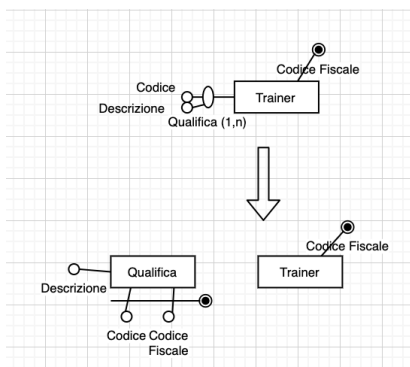 Codice Fiscale
Codice
Trainer
Descrizione
Qualifica (1,n)
Codice Fiscale
Qualifica
Trainer
Descrizione
Codice Codice
Fiscale